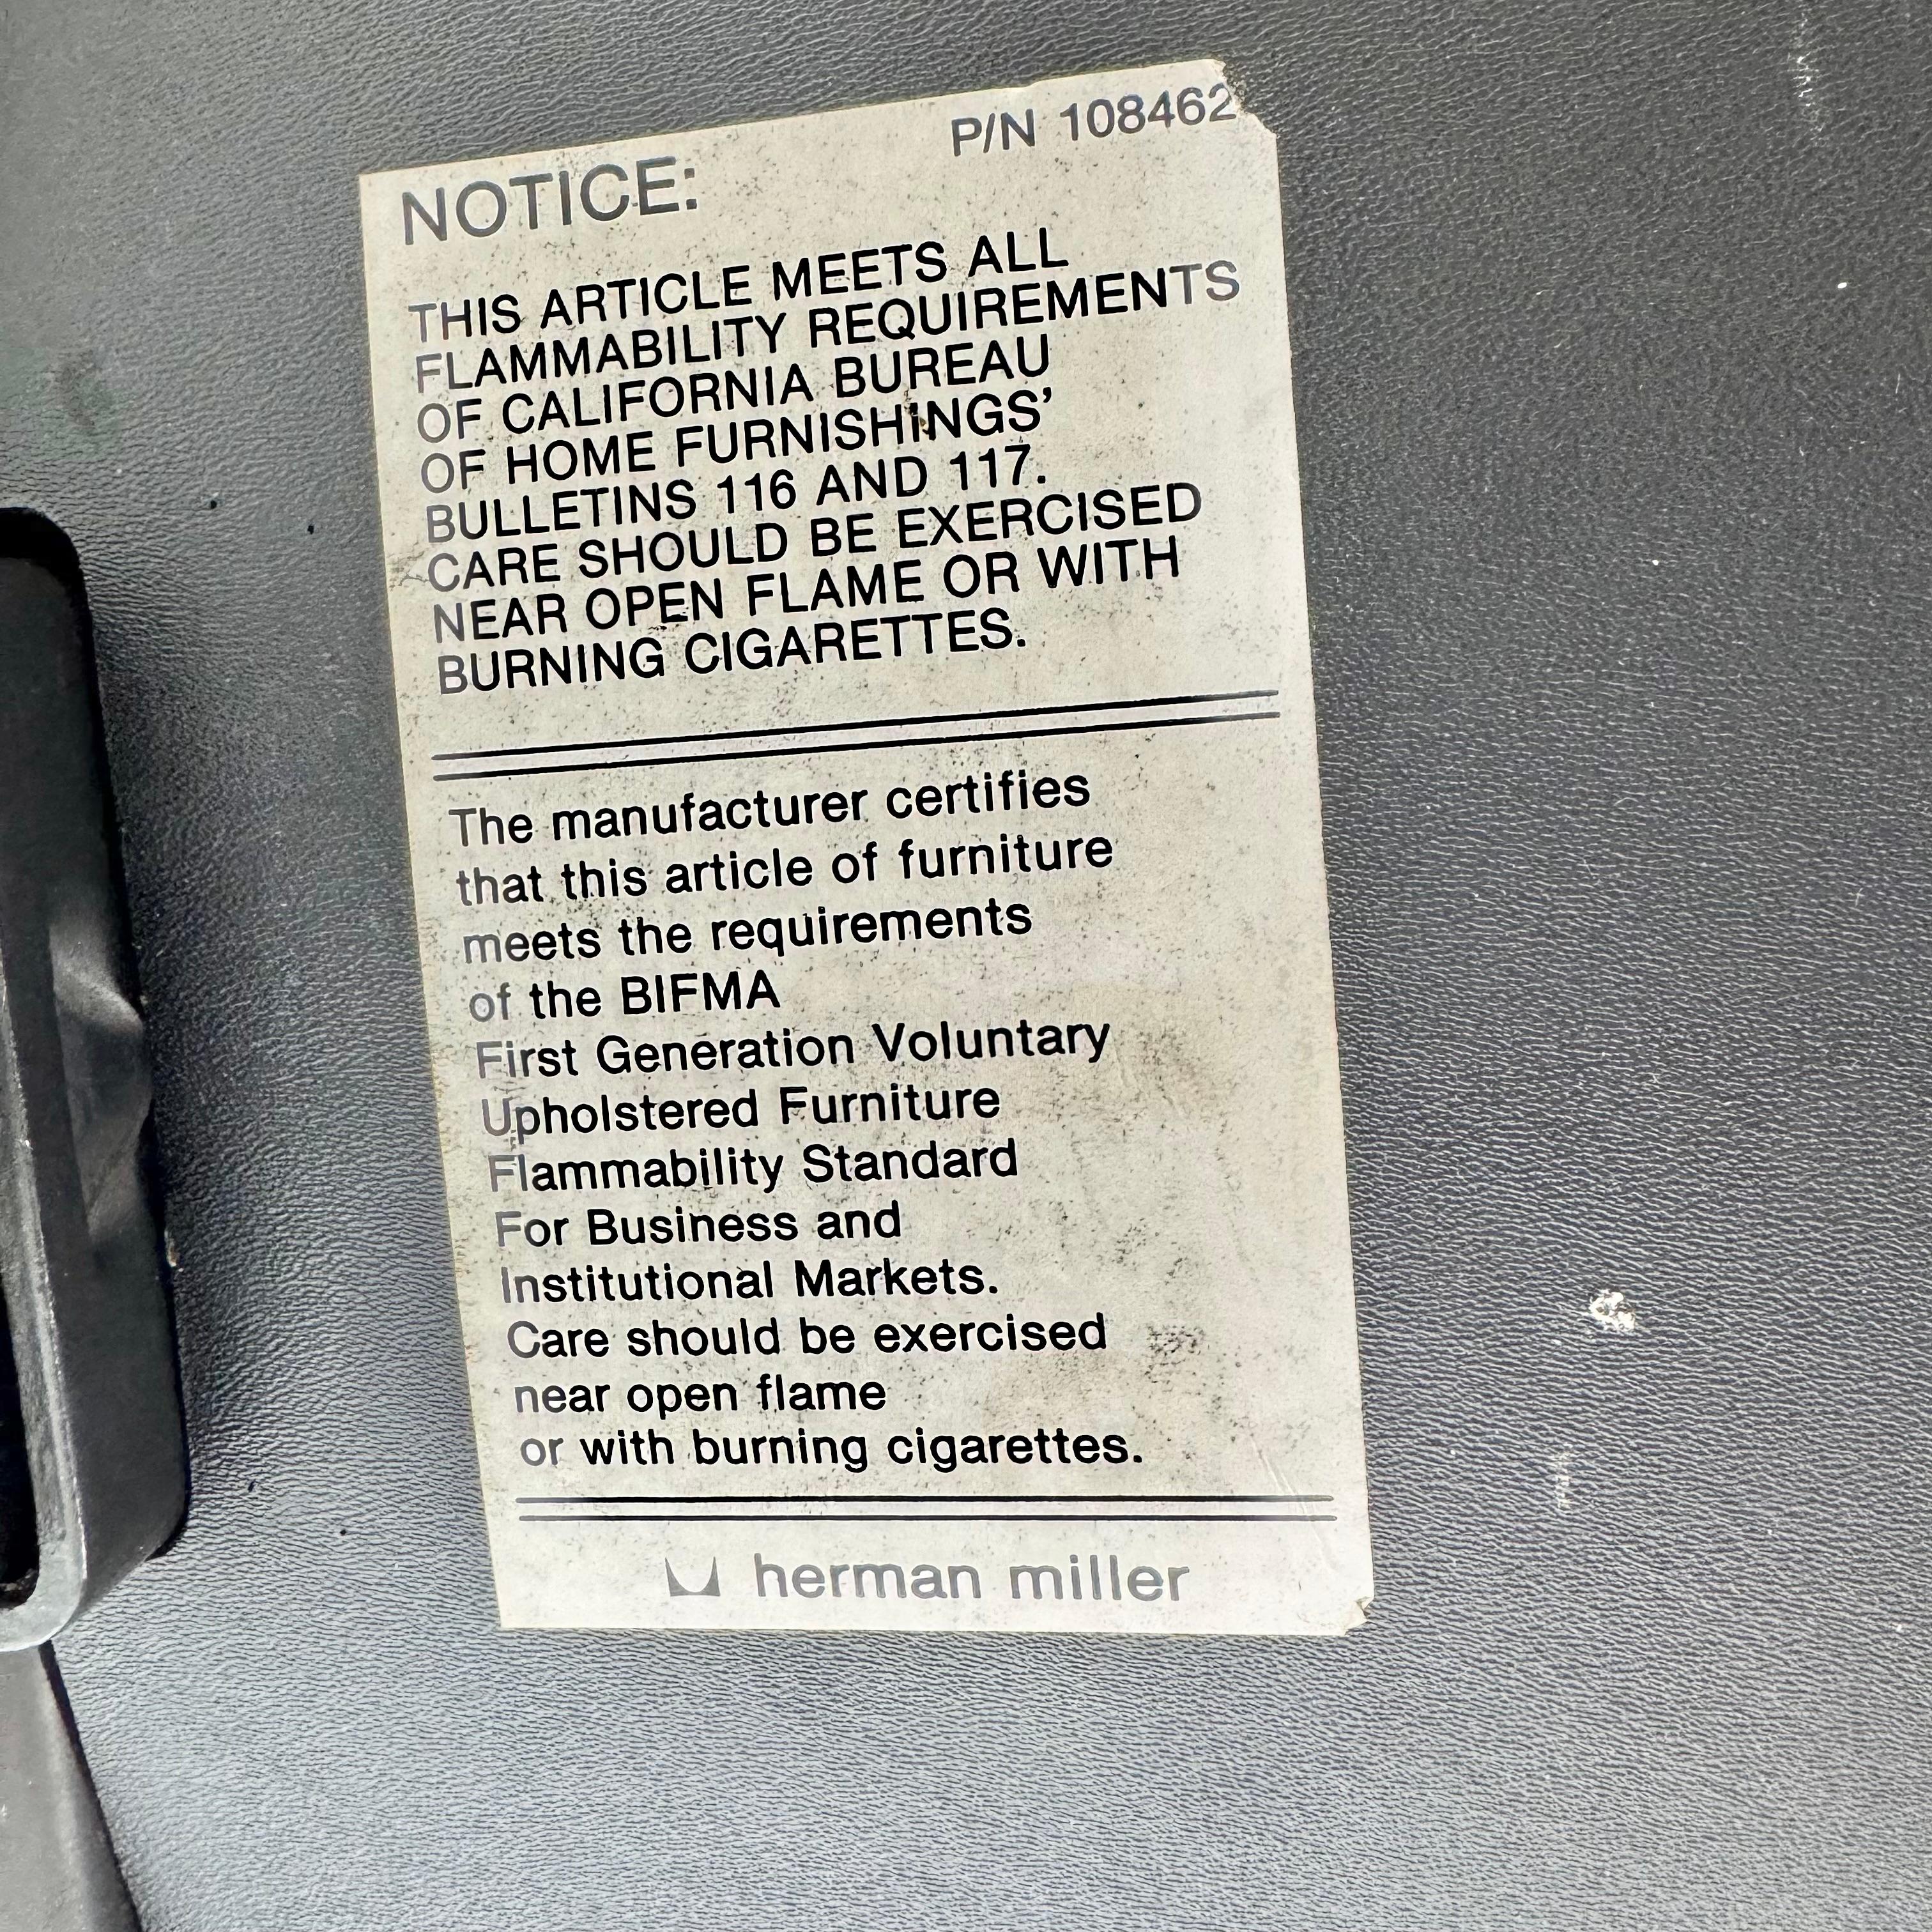 P/N 108462
NOTICE:
THIS ARTICLE MEETS ALL
FLAMMABILITY REQUIREMENTS
OF CALIFORNIA BUREAU
OF HOME FURNISHINGS'
BULLETINS 116 AND 117.
CARE SHOULD BE EXERCISED
NEAR OPEN FLAME OR WITH
BURNING CIGARETTES.
The manufacturer certifies
that this article of furniture
meets the requirements
of the BIFMA
First Generation Voluntary
Upholstered Furniture
Flammability Standard
For Business and
Institutional Markets.
Care should be exercised
near open flame
or with burning cigarettes.
herman miller